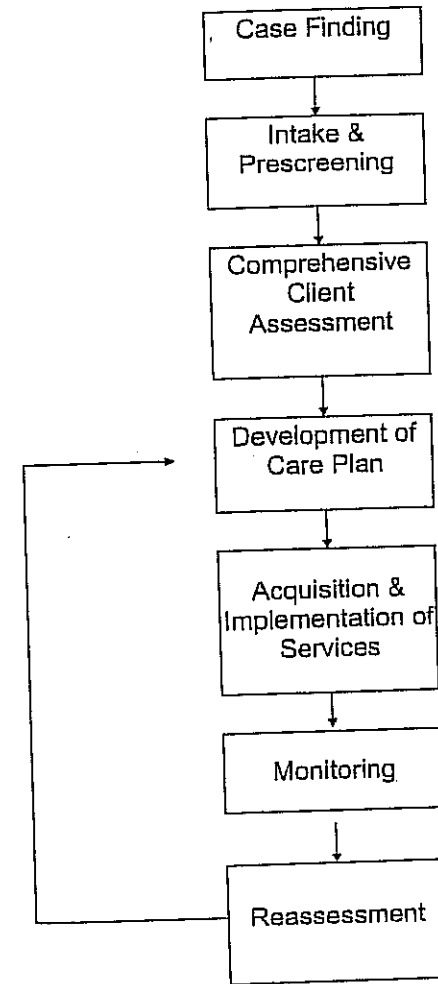 Case Finding
Intake &
Prescreening
Comprehensive
Client
Assessment
Development of
Care Plan
Acquisition &
Implementation of
Services
Monitoring
Reassessment